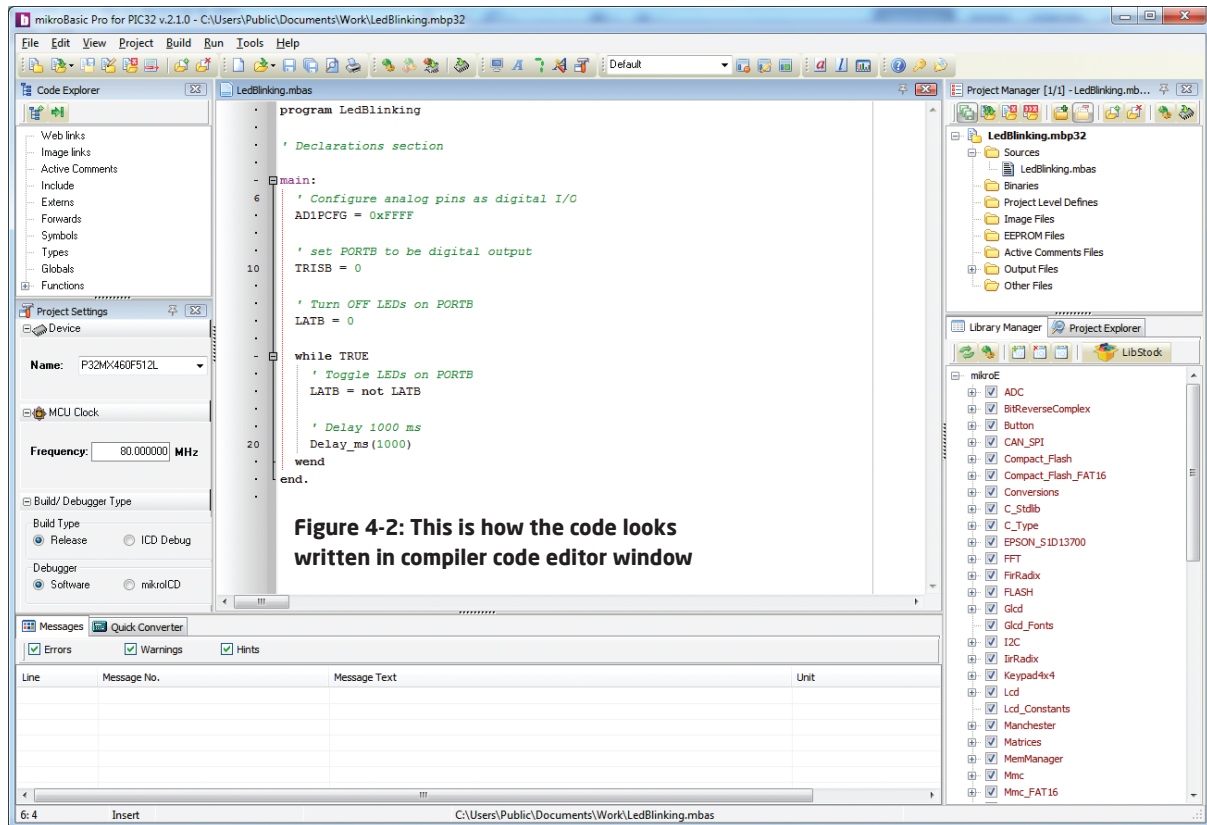 mikroBasic Pro for PIC32 v.2.1.0 - C:\Users\Public\Documents\Work\LedBlinking.mbp32
File Edit View Project Build Run Tools Help
Default
Code Explorer
Web links
Image links
Active Comments
Include
Externs
Forwards
Symbols
Types
Globals
Functions
Project Settings
Device
Name: P32MX460F512L
MCU Clock
Frequency: 80.000000 MHz
Build/ Debugger Type
Build Type
Release ICD Debug
Debugger
Software mikroICD
LedBlinking.mbas
program LedBlinking
' Declarations section
main:
6 ' Configure analog pins as digital I/O
AD1PCFG = 0xFFFF
' set PORTB to be digital output
10 TRISB = 0
' Turn OFF LEDs on PORTB
LATB = 0
while TRUE
' Toggle LEDs on PORTB
LATB = not LATB
' Delay 1000 ms
20 Delay_ms(1000)
wend
end.
Figure 4-2: This is how the code looks
written in compiler code editor window
Project Manager [1/1] - LedBlinking.mb...
LedBlinking.mbp32
Sources
LedBlinking.mbas
Binaries
Project Level Defines
Image Files
EEPROM Files
Active Comments Files
Output Files
Other Files
Library Manager Project Explorer
LibStock
mikroE
ADC
BitReverseComplex
Button
CAN_SPI
Compact_Flash
Compact_Flash_FAT16
Conversions
C_Stdlib
C_Type
EPSON_S1D13700
FFT
FirRadix
FLASH
Glcd
Glcd_Fonts
I2C
IirRadix
Keypad4x4
Lcd
Lcd_Constants
Manchester
Matrices
MemManager
Mmc
Mmc_FAT16
Messages Quick Converter
Errors Warnings Hints
Line Message No. Message Text Unit
6: 4 Insert C:\Users\Public\Documents\Work\LedBlinking.mbas